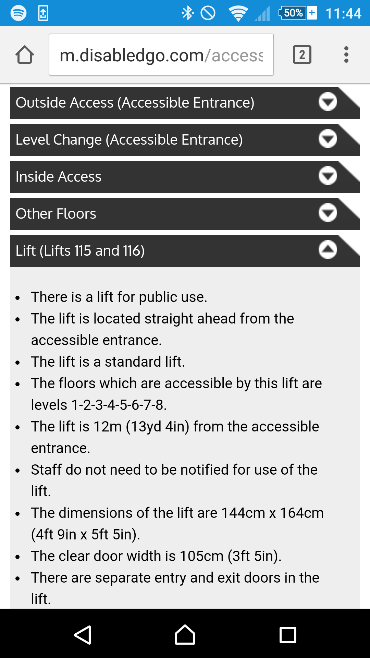 50% 11:44
m.disabledgo.com/access
2
Outside Access (Accessible Entrance)
Level Change (Accessible Entrance)
Inside Access
Other Floors
Lift (Lifts 115 and 116)
• There is a lift for public use.
• The lift is located straight ahead from the
accessible entrance.
• The lift is a standard lift.
• The floors which are accessible by this lift are
levels 1-2-3-4-5-6-7-8.
• The lift is 12m (13yd 4in) from the accessible
entrance.
• Staff do not need to be notified for use of the
lift.
• The dimensions of the lift are 144cm x 164cm
(4ft 9in x 5ft 5in).
• The clear door width is 105cm (3ft 5in).
• There are separate entry and exit doors in the
lift.